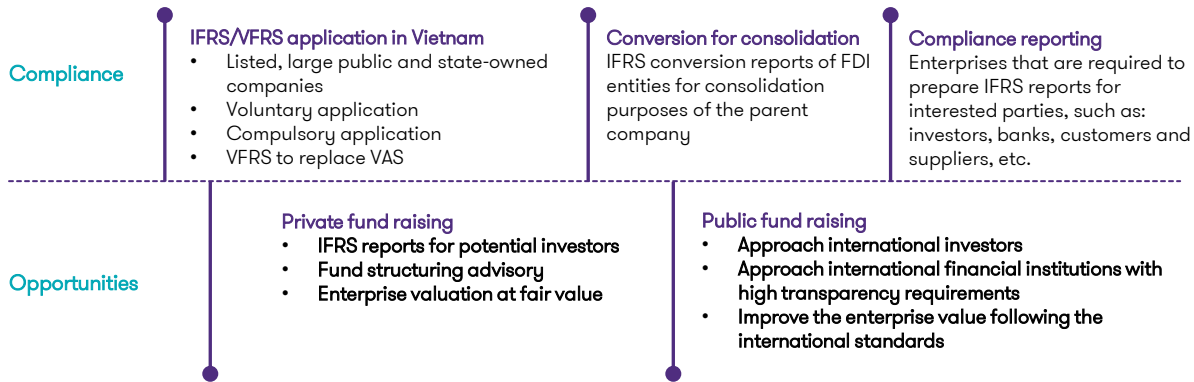 Compliance
IFRS/VFRS application in Vietnam
• Listed, large public and state-owned
companies
• Voluntary application
• Compulsory application
• VFRS to replace VAS
Conversion for consolidation
IFRS conversion reports of FDI
entities for consolidation
purposes of the parent
company
Compliance reporting
Enterprises that are required to
prepare IFRS reports for
interested parties, such as:
investors, banks, customers and
suppliers, etc.
Opportunities
Private fund raising
• IFRS reports for potential investors
• Fund structuring advisory
• Enterprise valuation at fair value
Public fund raising
• Approach international investors
• Approach international financial institutions with
high transparency requirements
• Improve the enterprise value following the
international standards